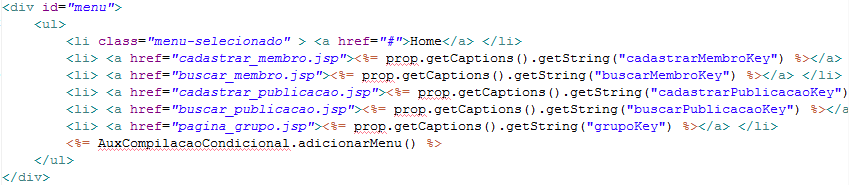 <div id="menu">
<ul>
<li class="menu-selecionado" > <a href="#">Home</a> </li>
<li> <a href="cadastrar_membro.jsp"><%= prop.getCaptions().getString("cadastrarMembroKey") %></a>
<li> <a href="buscar_membro.jsp"><%= prop.getCaptions().getString("buscarMembroKey") %></a> </li>
<li> <a href="cadastrar_publicacao.jsp"><%= prop.getCaptions().getString("cadastrarPublicacaoKey")
<li> <a href="buscar_publicacao.jsp"><%= prop.getCaptions().getString("buscarPublicacaoKey") %></a
<li> <a href="pagina_grupo.jsp"><%= prop.getCaptions().getString("grupoKey") %></a> </li>
<%= AuxCompilacaoCondicional.adicionarMenu() %>
</ul>
</div>